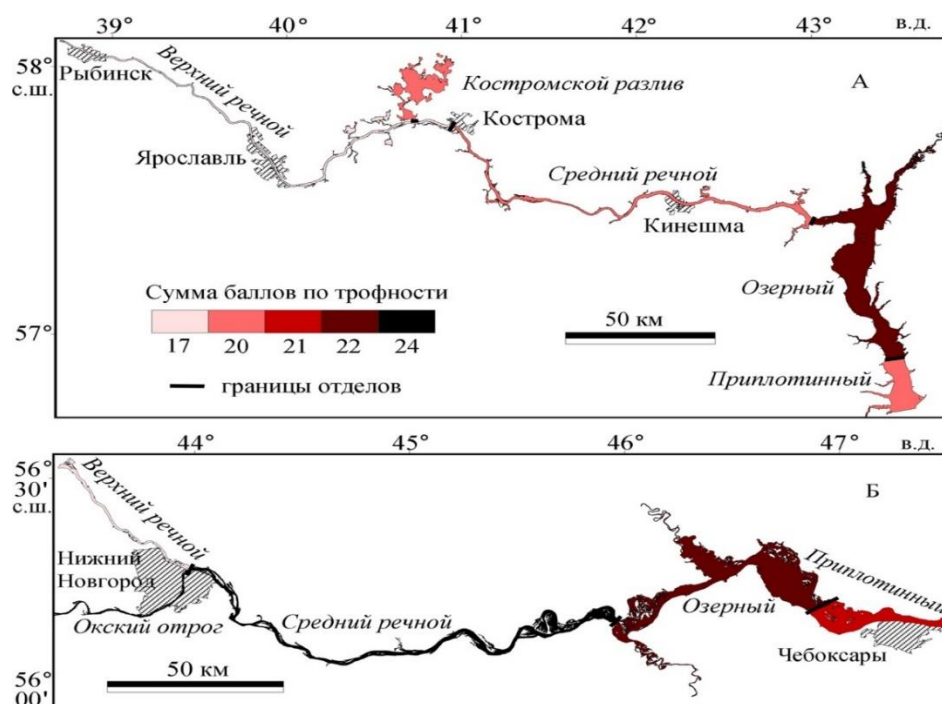 39° 40° 41° 42° 43° в.д.
58°
с.ш.
А
Рыбинск
Верхний речной
Костромской разлив
Кострома
Ярославль
Средний речной
Кинешма
Озерный
Сумма баллов по трофности
17 20 21 22 24
50 км
57°
границы отделов
Приплотинный
44° 45° 46° 47° в.д.
56°
30'
с.ш.
Б
Верхний речной
Нижний
Новгород
Приплотинный
Окский отрог
Средний речной
Озерный
Чебоксары
50 км
56°
00'